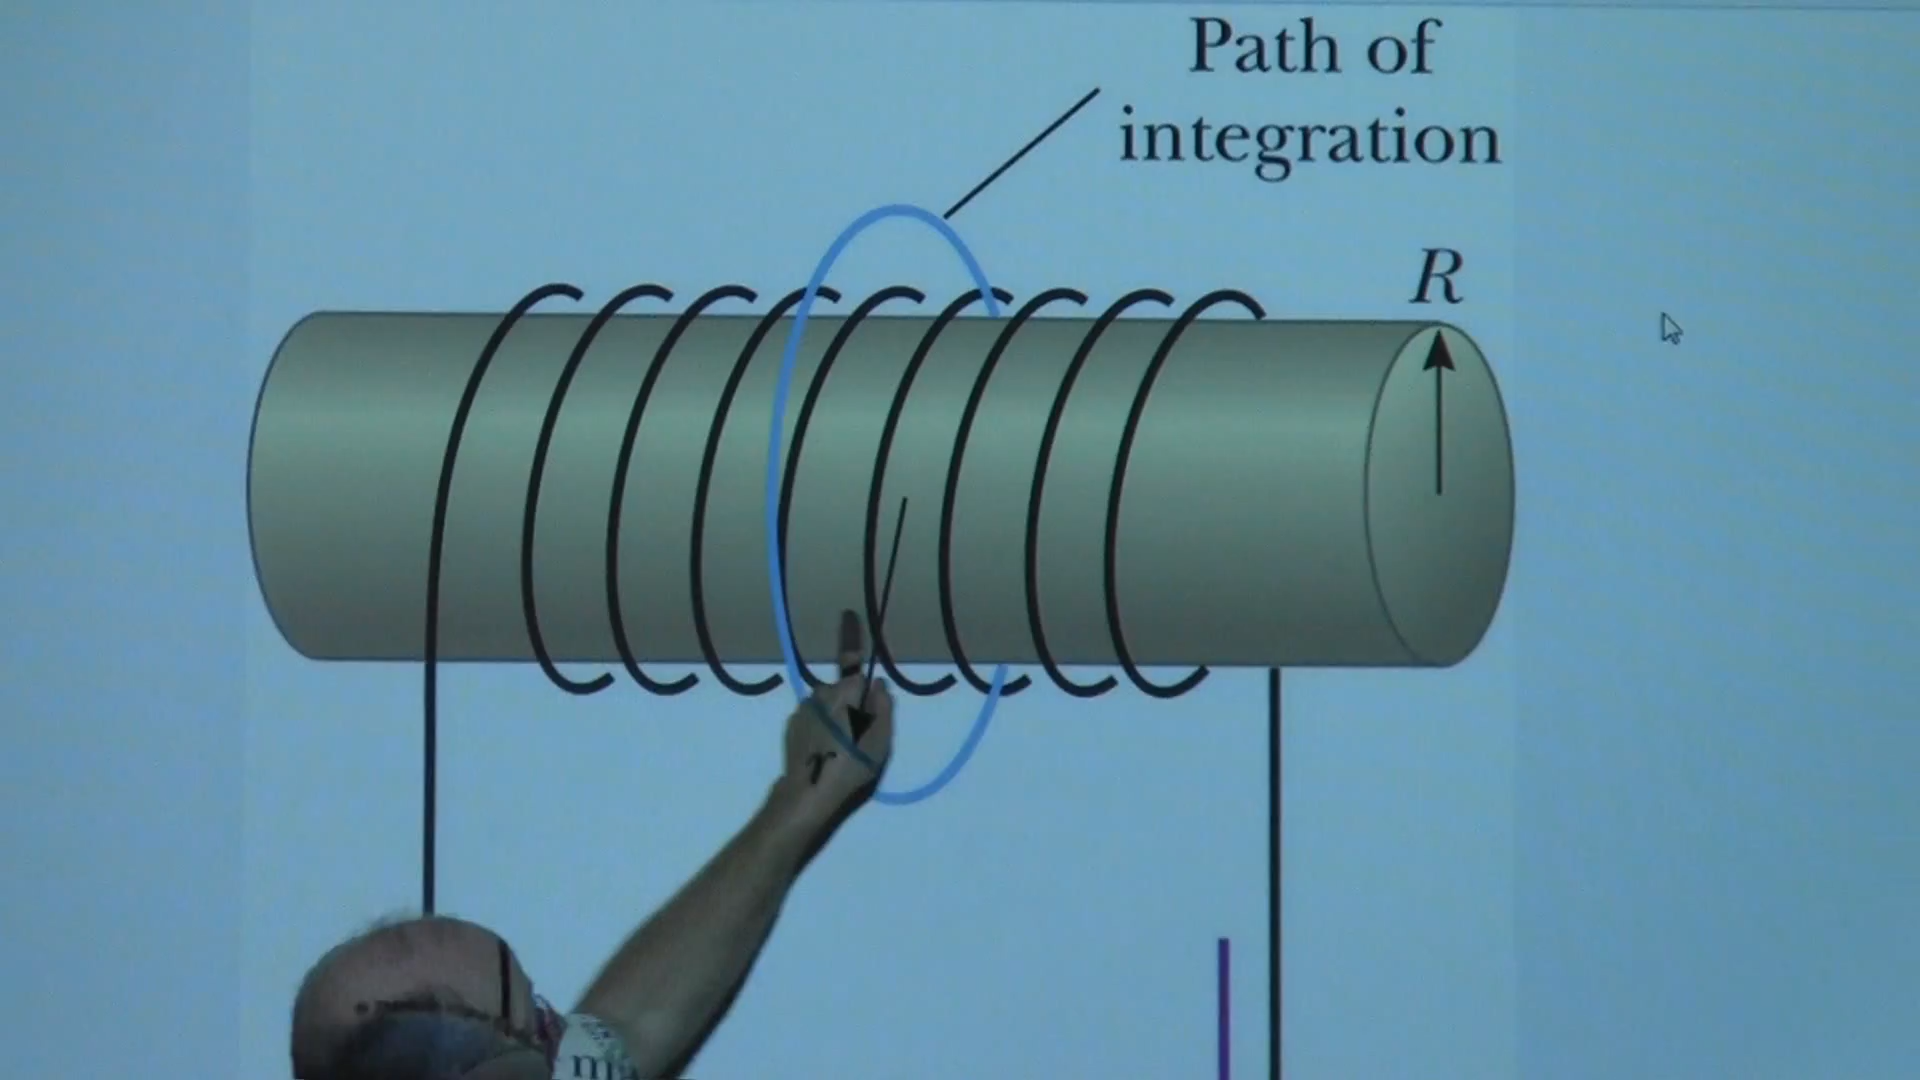 Path of
integration
R
r